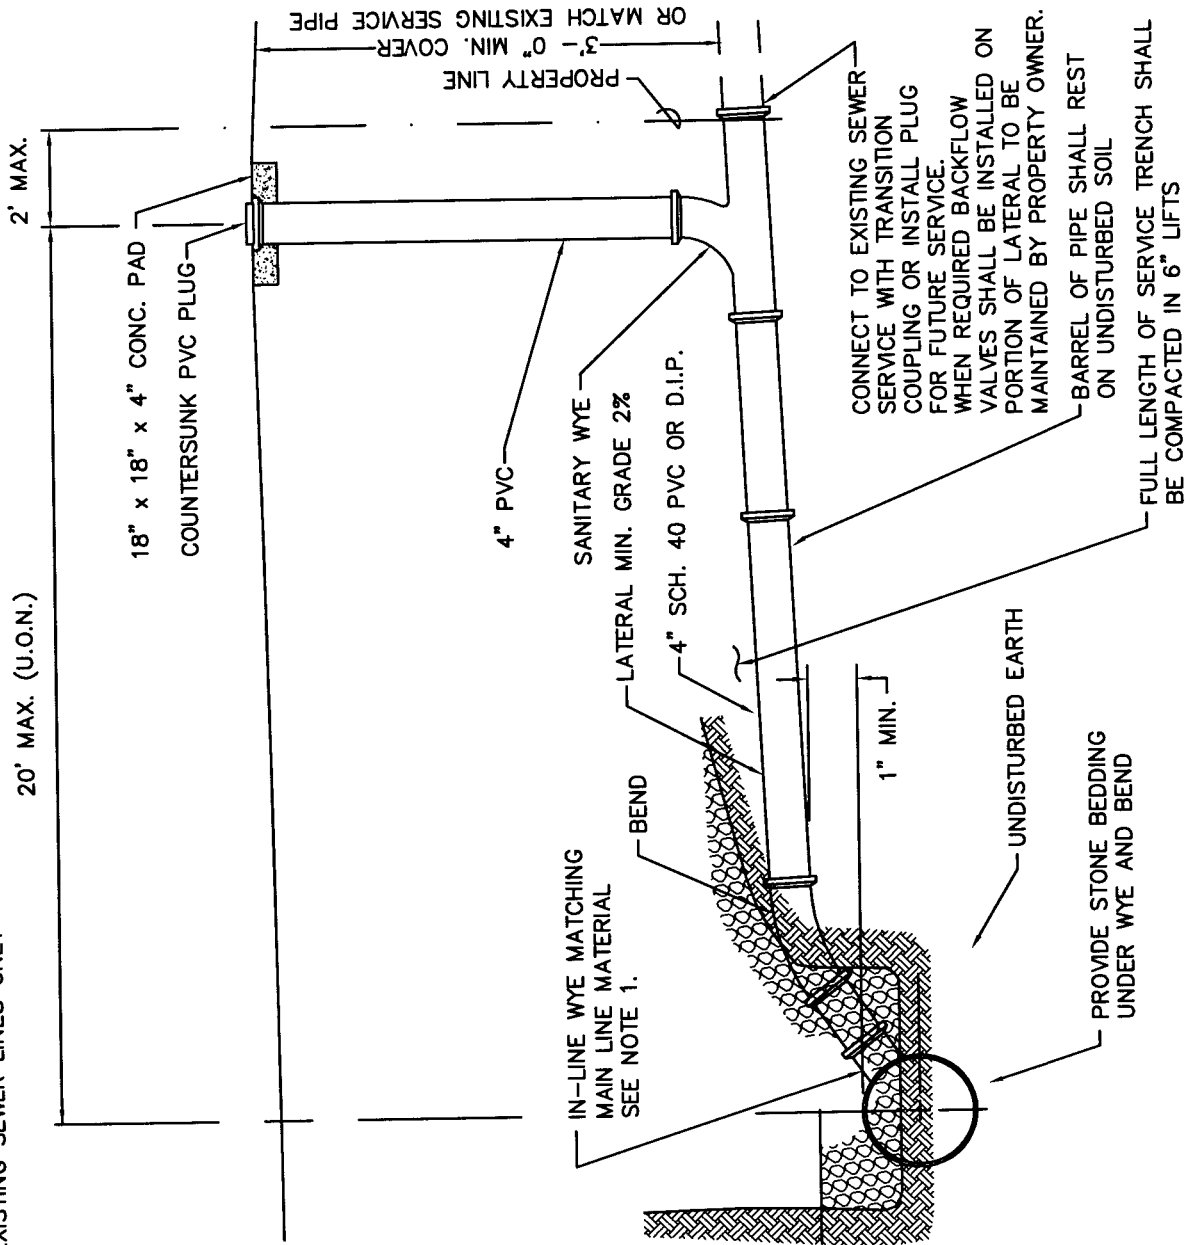 EXISTING SEWER LINES ONLY
20' MAX. (U.O.N.)
2' MAX.
18" x 18" x 4" CONC. PAD
COUNTERSUNK PVC PLUG
PROPERTY LINE
3'- 0" MIN. COVER
OR MATCH EXISTING SERVICE PIPE
4" PVC
SANITARY WYE
LATERAL MIN. GRADE 2%
4" SCH. 40 PVC OR D.I.P.
BEND
IN-LINE WYE MATCHING
MAIN LINE MATERIAL
SEE NOTE 1.
1" MIN.
CONNECT TO EXISTING SEWER
SERVICE WITH TRANSITION
COUPLING OR INSTALL PLUG
FOR FUTURE SERVICE.
WHEN REQUIRED BACKFLOW
VALVES SHALL BE INSTALLED ON
PORTION OF LATERAL TO BE
MAINTAINED BY PROPERTY OWNER.
BARREL OF PIPE SHALL REST
ON UNDISTURBED SOIL
FULL LENGTH OF SERVICE TRENCH SHALL
BE COMPACTED IN 6" LIFTS
UNDISTURBED EARTH
PROVIDE STONE BEDDING
UNDER WYE AND BEND